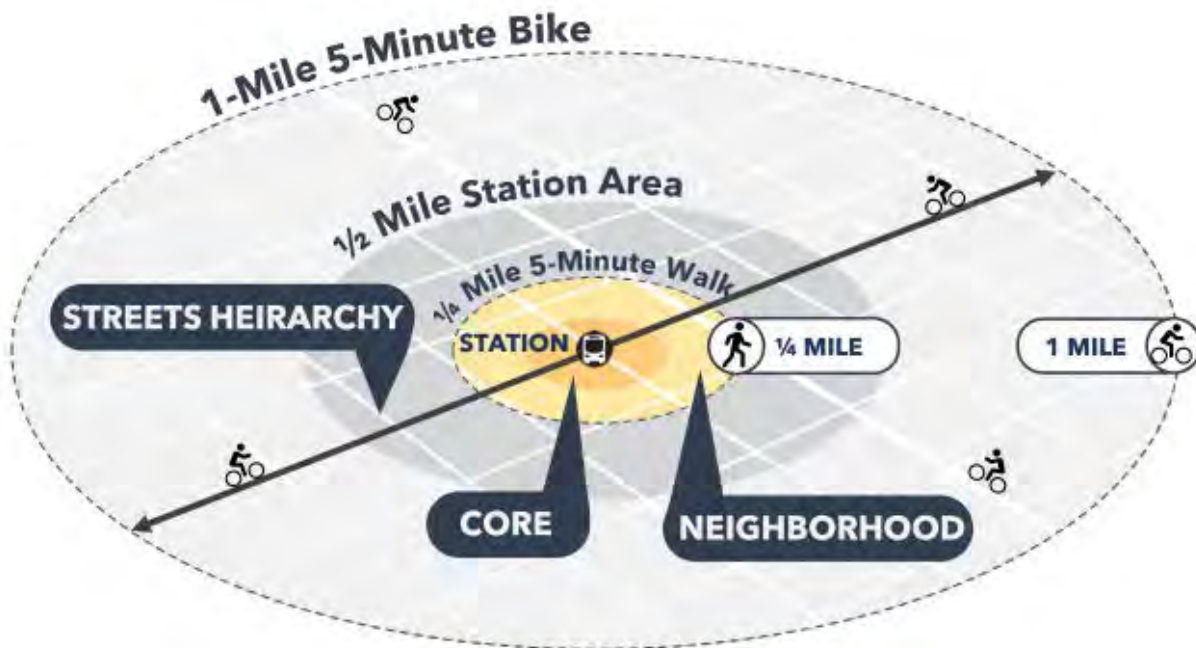 1-Mile 5-Minute Bike
1/2 Mile Station Area
1/4 Mile 5-Minute Walk
STREETS HEIRARCHY
STATION
¼ MILE
1 MILE
CORE
NEIGHBORHOOD